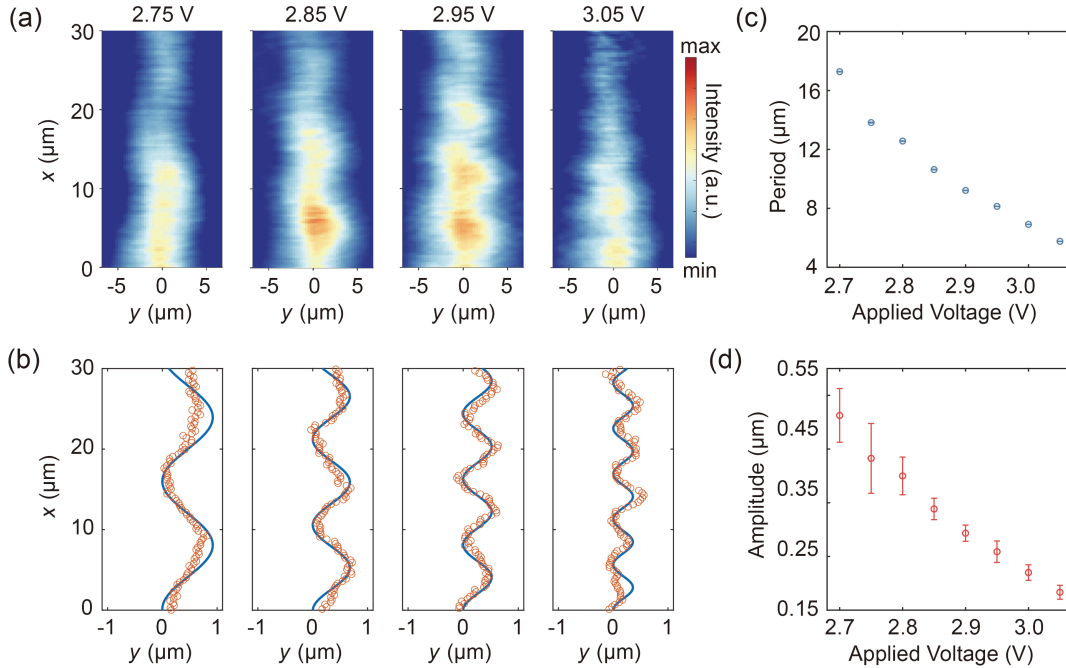 (a)
2.75 V
2.85 V
2.95 V
3.05 V
30
20
10
0
x (µm)
-5 0 5
-5 0 5
-5 0 5
-5 0 5
y (µm)
y (µm)
y (µm)
y (µm)
max
Intensity (a.u.)
min
(b)
30
20
10
0
x (µm)
-1 0 1
-1 0 1
-1 0 1
-1 0 1
y (µm)
y (µm)
y (µm)
y (µm)
(c)
20
16
12
8
4
Period (µm)
2.7 2.8 2.9 3.0
Applied Voltage (V)
(d)
0.55
0.45
0.35
0.25
0.15
Amplitude (µm)
2.7 2.8 2.9 3.0
Applied Voltage (V)